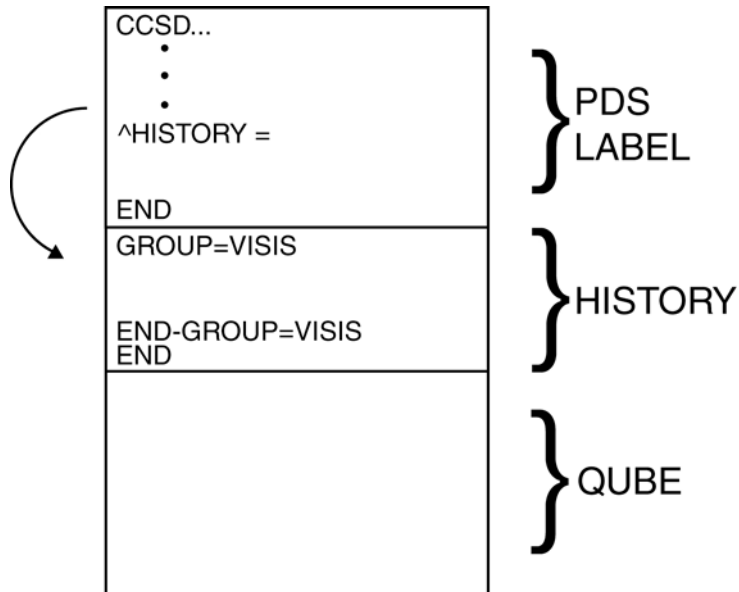 CCSD...
^HISTORY =
END
PDS
LABEL
GROUP=VISIS
END-GROUP=VISIS
END
HISTORY
QUBE